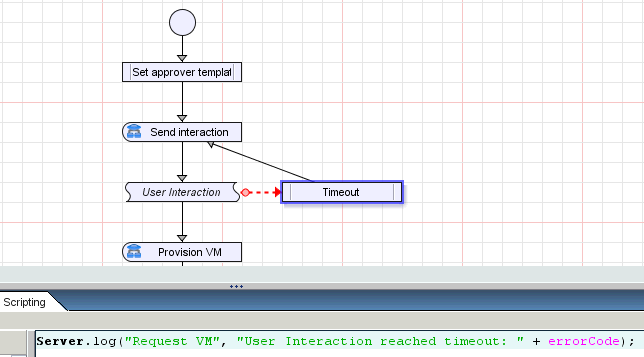 Set approver templat
Send interaction
User Interaction
Timeout
Provision VM
Scripting
Server.log("Request VM", "User Interaction reached timeout: " + errorCode);